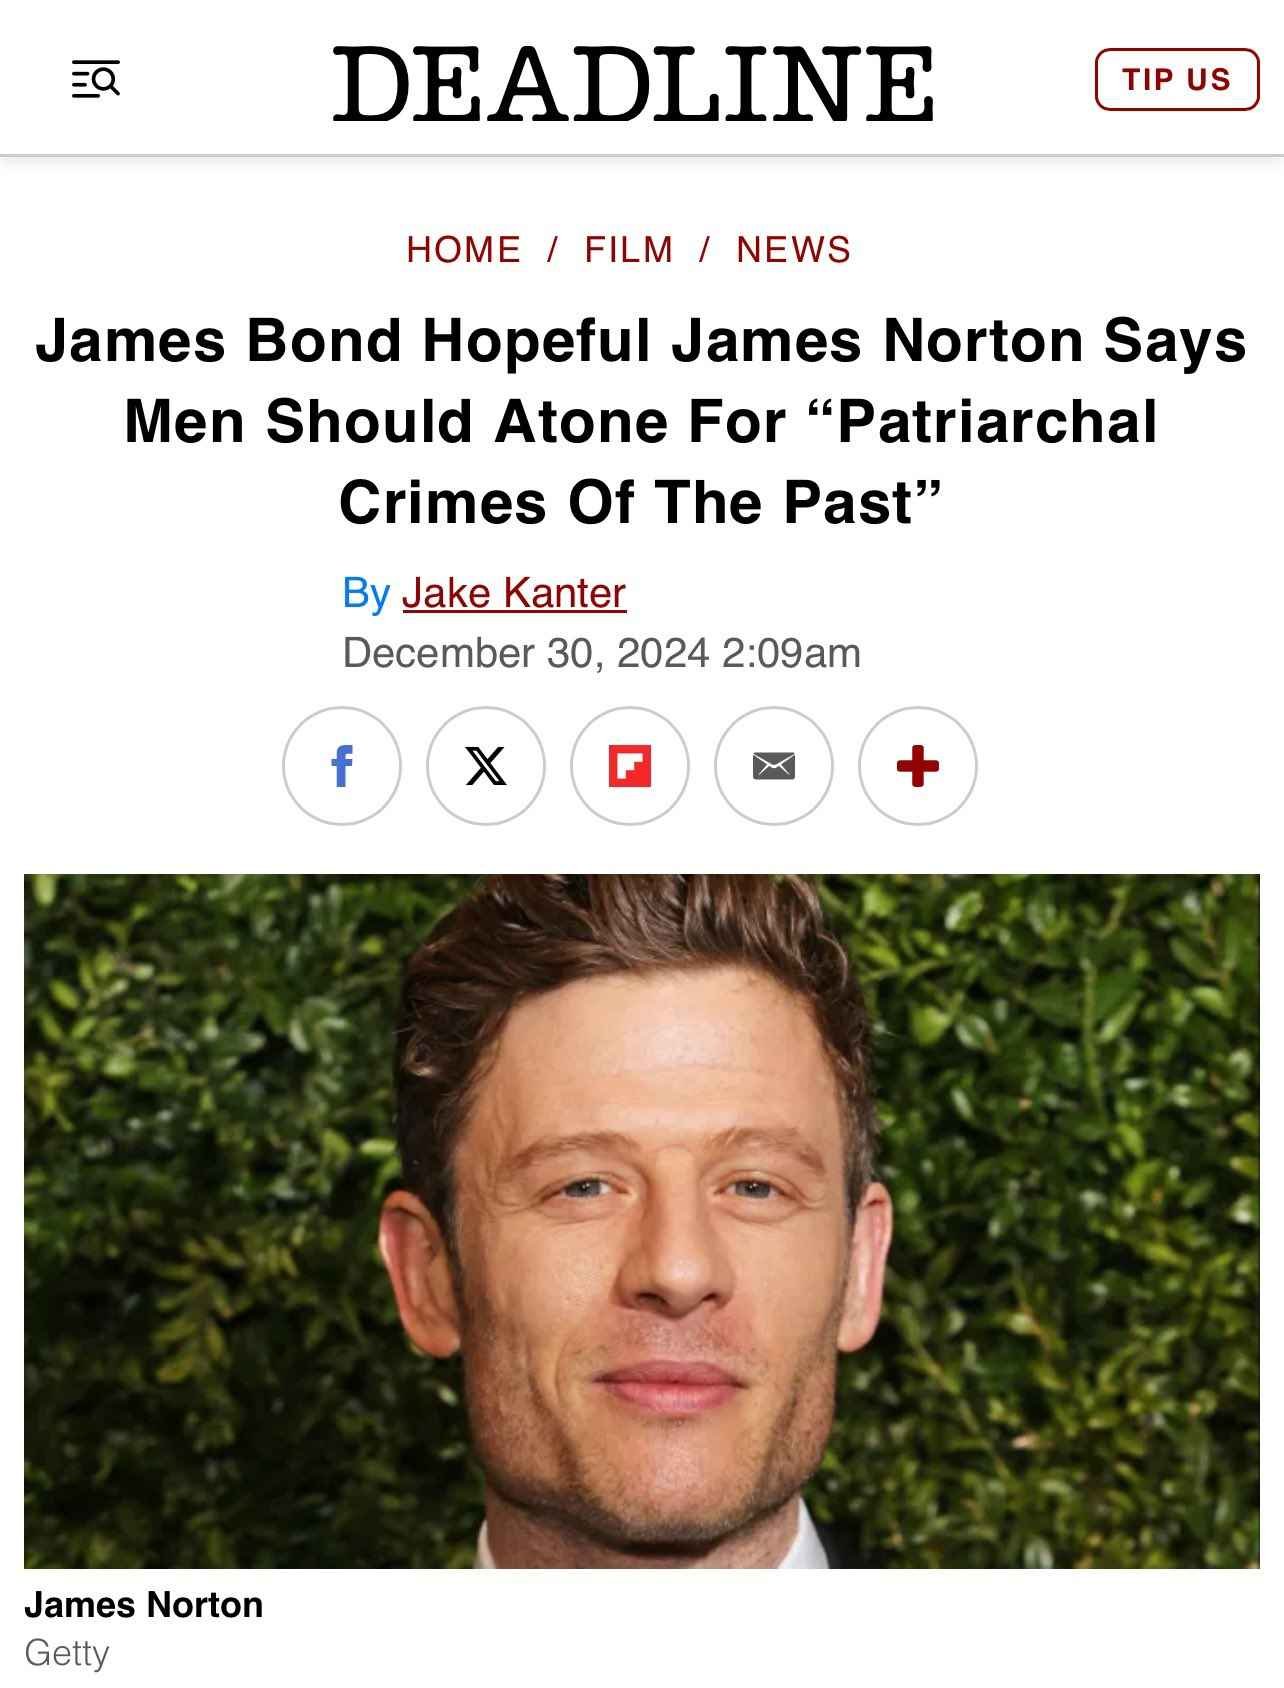 DEADLINE
TIP US
HOME / FILM / NEWS
James Bond Hopeful James Norton Says
Men Should Atone For “Patriarchal
Crimes Of The Past”
By Jake Kanter
December 30, 2024 2:09am
James Norton
Getty